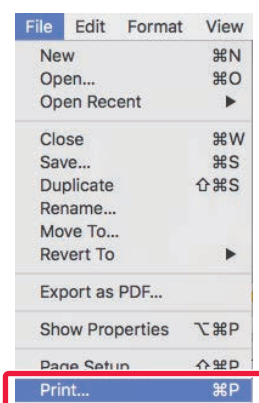 File Edit Format View
New ⌘N
Open... ⌘O
Open Recent ▶
Close ⌘W
Save... ⌘S
Duplicate ⇧⌘S
Rename...
Move To...
Revert To ▶
Export as PDF...
Show Properties ⌥⌘P
Page Setup ⇧⌘P
Print... ⌘P